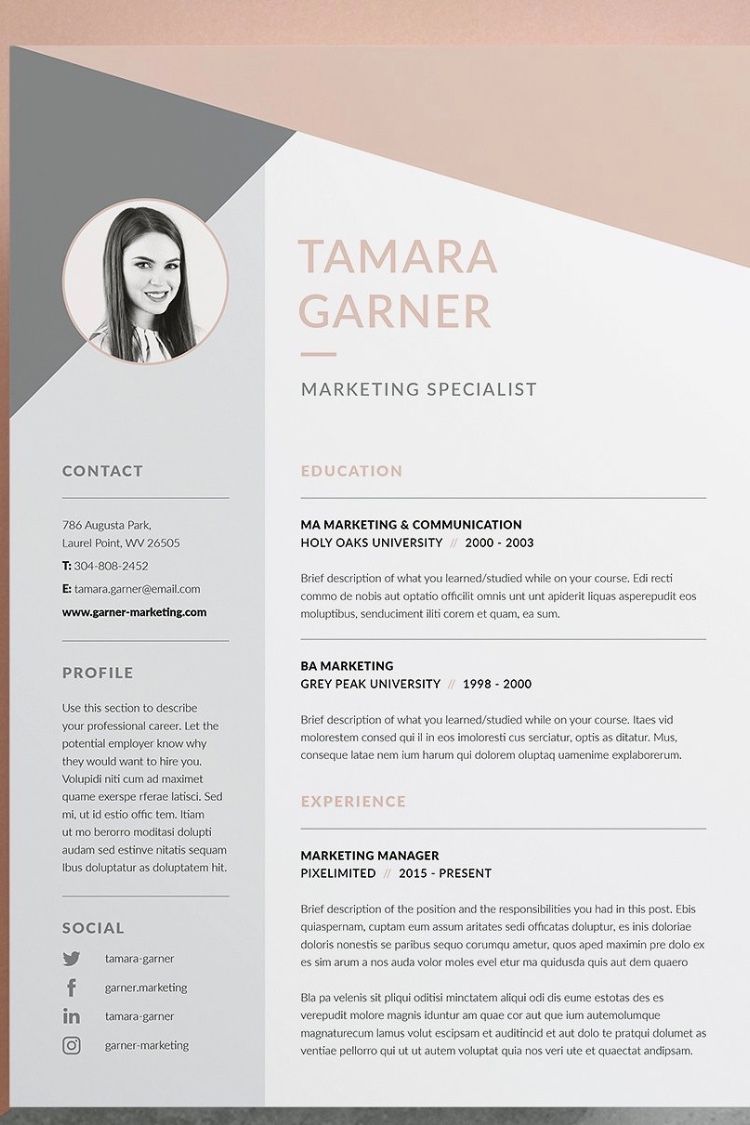 TAMARA
GARNER
MARKETING SPECIALIST
CONTACT
786 Augusta Park,
Laurel Point, WV 26505
T: 304-808-2452
E: tamara.garner@email.com
www.garner-marketing.com
PROFILE
Use this section to describe
your professional career. Let the
potential employer know why
they would want to hire you.
Volupidi niti cum ad maximet
quame exerspe rferae latisci. Sed
mi, ut id estio offic tem. Itiam
ut mo berorro moditasi dolupti
audam sed estinve nitatis sequam
Ibus doluptatur as doluptatem hit.
SOCIAL
tamara-garner
garner.marketing
tamara-garner
garner-marketing
EDUCATION
MA MARKETING & COMMUNICATION
HOLY OAKS UNIVERSITY // 2000 - 2003
Brief description of what you learned/studied while on your course. Edi recti
commo de nobis aut optatio officilit omnis unt unt apiderit liquas asperepudit eos
moluptibus, senduciment iliti corem et quam, ea sum.
BA MARKETING
GREY PEAK UNIVERSITY // 1998 - 2000
Brief description of what you learned/studied while on your course. Itaes vid
molorestem consed qui il in eos imoloresti cus serciatur, optis as ditatur. Mus,
conseque latae nem ium harum qui dolorem oluptaq uamenime explaborerum.
EXPERIENCE
MARKETING MANAGER
PIXELIMITED // 2015 - PRESENT
Brief description of the position and the responsibilities you had in this post. Ebis
quiaspernam, cuptam eum assum aritates sedi officatas doluptur, es inis doloriae
doloris nonestis se paribus sequo corumqu ametur, quos aped maximin pre dolo ex
es sim arum a nos auda volor moles evel etur ma quidusda quis aut dem quaero
Bla pa velenis sit pliqui oditisi minctatem aliqui odi dis eume estotas des es
verepudit molore magnis iduntur am quae cor aut que ium autemolumque
magnaturecum lamus volut escipsam et auditincid et aut dolo te pratqui dolumet as
ventiae pellorro qui ut ut autem voluptat quia nos veri ute et quaectat andipsam.